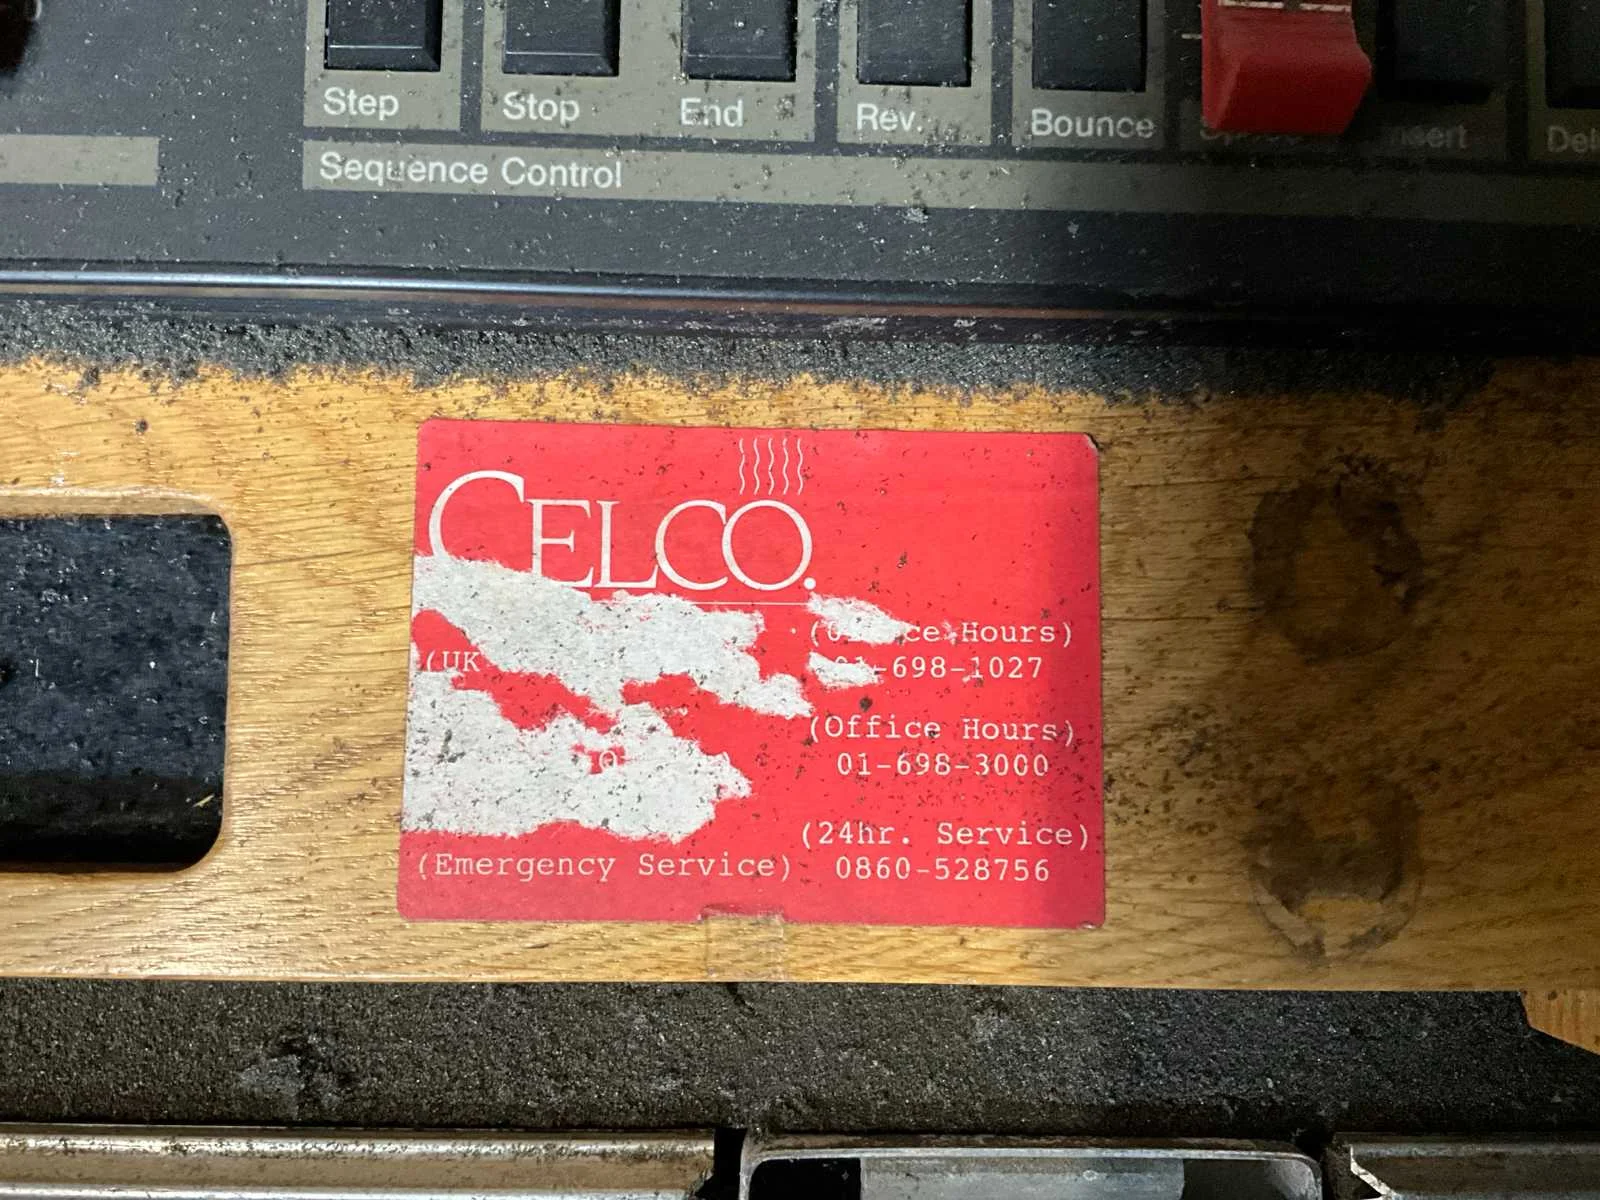 Step Stop End Rev. Bounce
Sequence Control
CELCO.
Hours)
(UK
-698-1027
(Office Hours)
01-698-3000
(24hr. Service)
(Emergency Service) 0860-528756